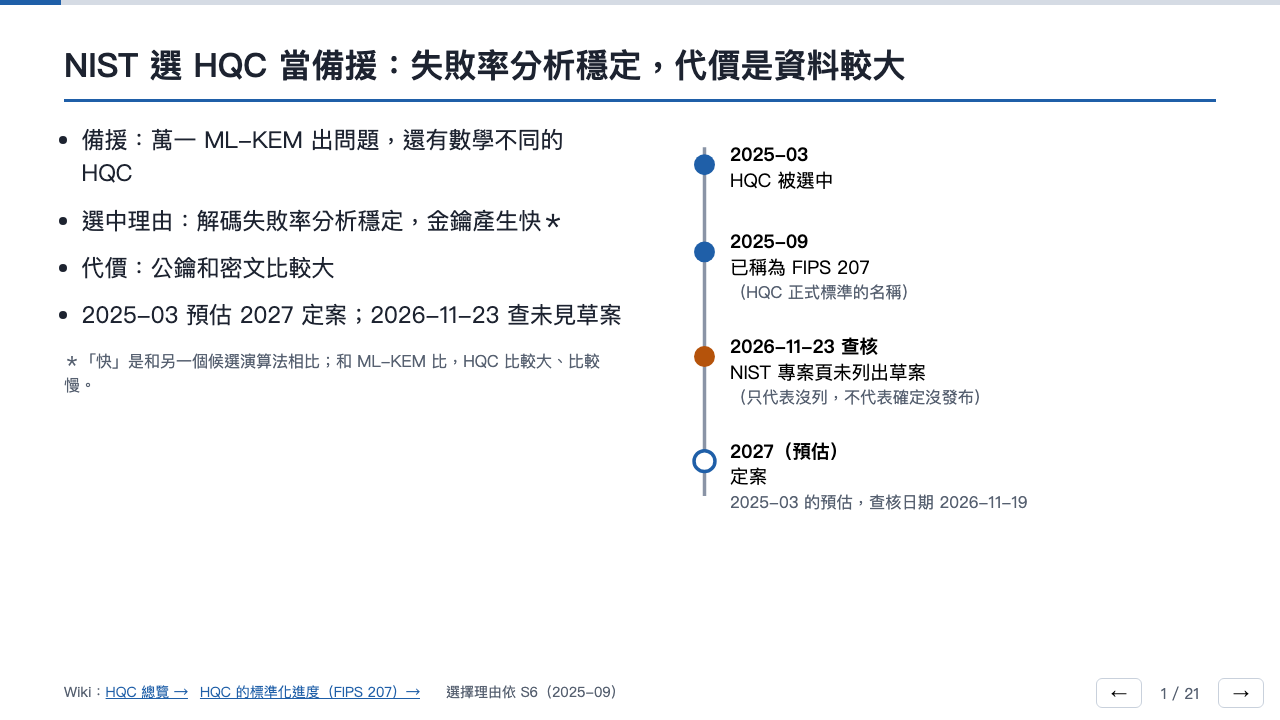 NIST 選 HQC 當備援：失敗率分析穩定，代價是資料較大
• 備援：萬一 ML-KEM 出問題，還有數學不同的
HQC
• 選中理由：解碼失敗率分析穩定，金鑰產生快＊
• 代價：公鑰和密文比較大
• 2025-03 預估 2027 定案；2026-11-23 查未見草案
＊「快」是和另一個候選演算法相比；和 ML-KEM 比，HQC 比較大、比較
慢。
2025-03
HQC 被選中
2025-09
已稱為 FIPS 207
（HQC 正式標準的名稱）
2026-11-23 查核
NIST 專案頁未列出草案
（只代表沒列，不代表確定沒發布）
2027（預估）
定案
2025-03 的預估，查核日期 2026-11-19
Wiki：HQC 總覽 → HQC 的標準化進度（FIPS 207）→ 選擇理由依 S6（2025-09）
← 1 / 21 →